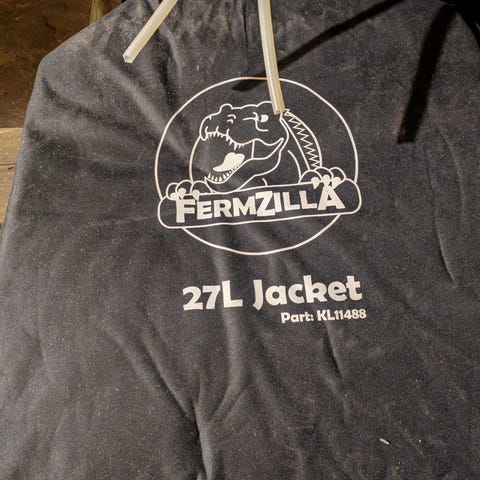 FERMZILLA
27L Jacket
Part: KL11488